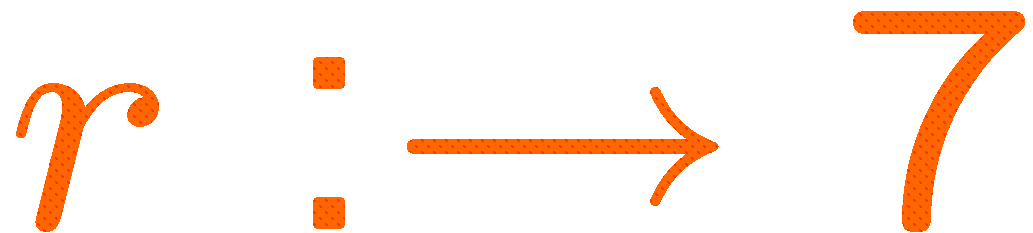 r : → 7